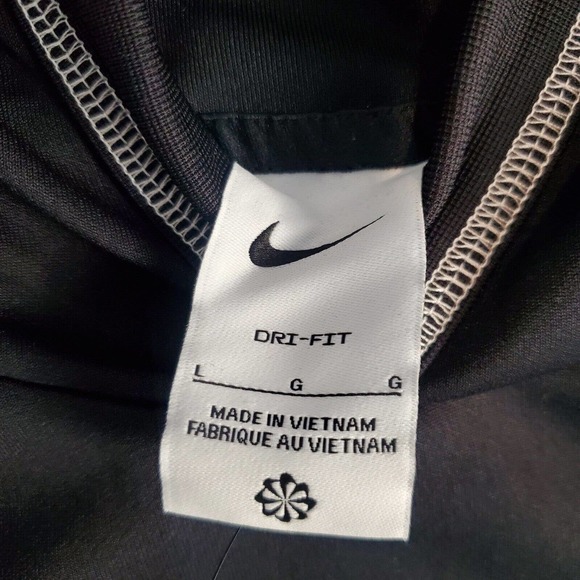 DRI-FIT
L G G
MADE IN VIETNAM
FABRIQUE AU VIETNAM